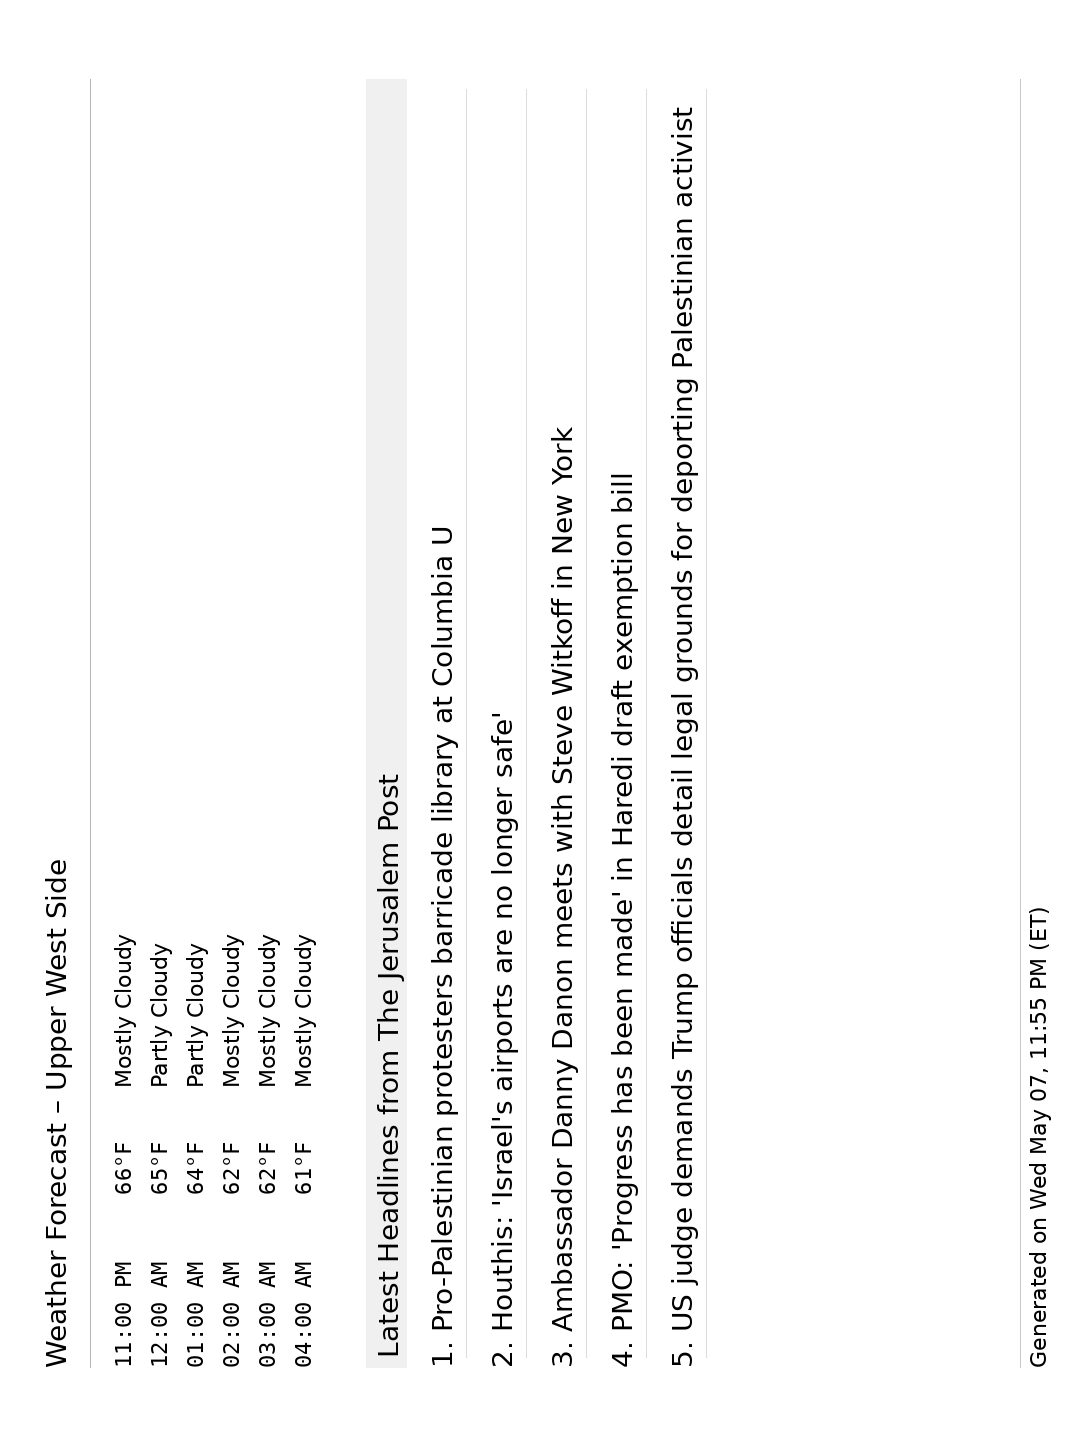 Weather Forecast – Upper West Side
11:00 PM 66°F Mostly Cloudy
12:00 AM 65°F Partly Cloudy
01:00 AM 64°F Partly Cloudy
02:00 AM 62°F Mostly Cloudy
03:00 AM 62°F Mostly Cloudy
04:00 AM 61°F Mostly Cloudy
Latest Headlines from The Jerusalem Post
1. Pro-Palestinian protesters barricade library at Columbia U
2. Houthis: 'Israel's airports are no longer safe'
3. Ambassador Danny Danon meets with Steve Witkoff in New York
4. PMO: 'Progress has been made' in Haredi draft exemption bill
5. US judge demands Trump officials detail legal grounds for deporting Palestinian activist
Generated on Wed May 07, 11:55 PM (ET)